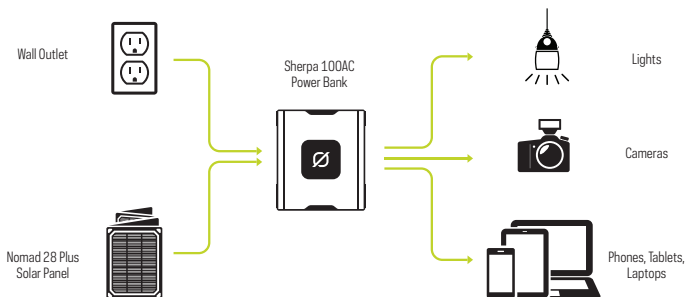 Wall Outlet
Sherpa 100AC
Power Bank
Lights
Cameras
Nomad 28 Plus
Solar Panel
Phones, Tablets,
Laptops